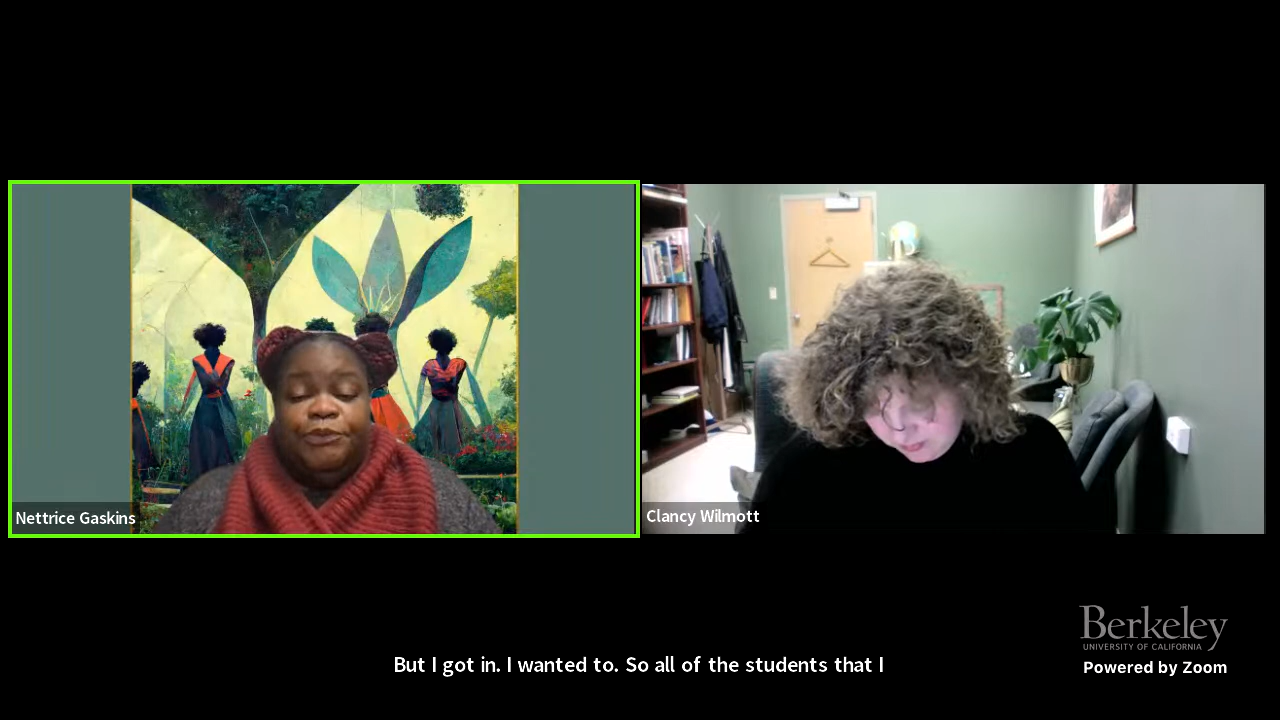 Nettrice Gaskins
Clancy Wilmott
Berkeley
UNIVERSITY OF CALIFORNIA
Powered by Zoom
But I got in. I wanted to. So all of the students that I